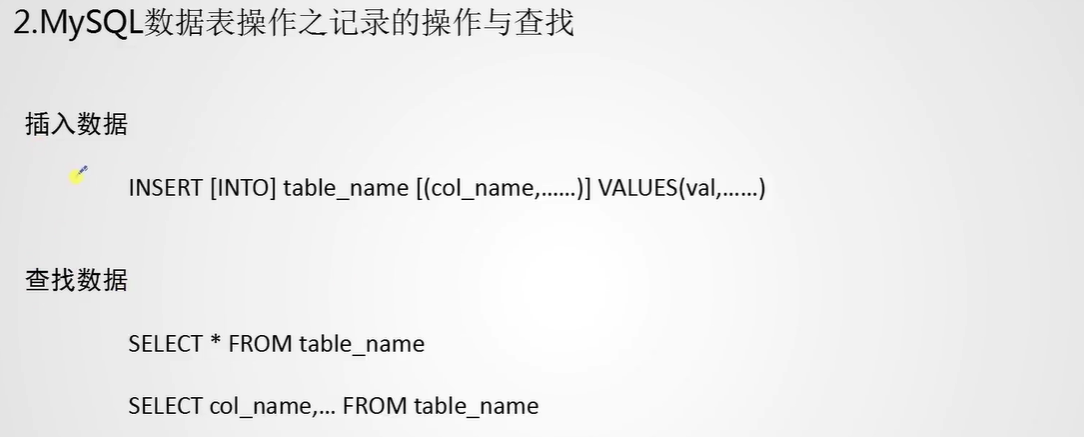 2.MySQL数据表操作之记录的操作与查找
插入数据
INSERT [INTO] table_name [(col_name,……)] VALUES(val,……)
查找数据
SELECT * FROM table_name
SELECT col_name,… FROM table_name